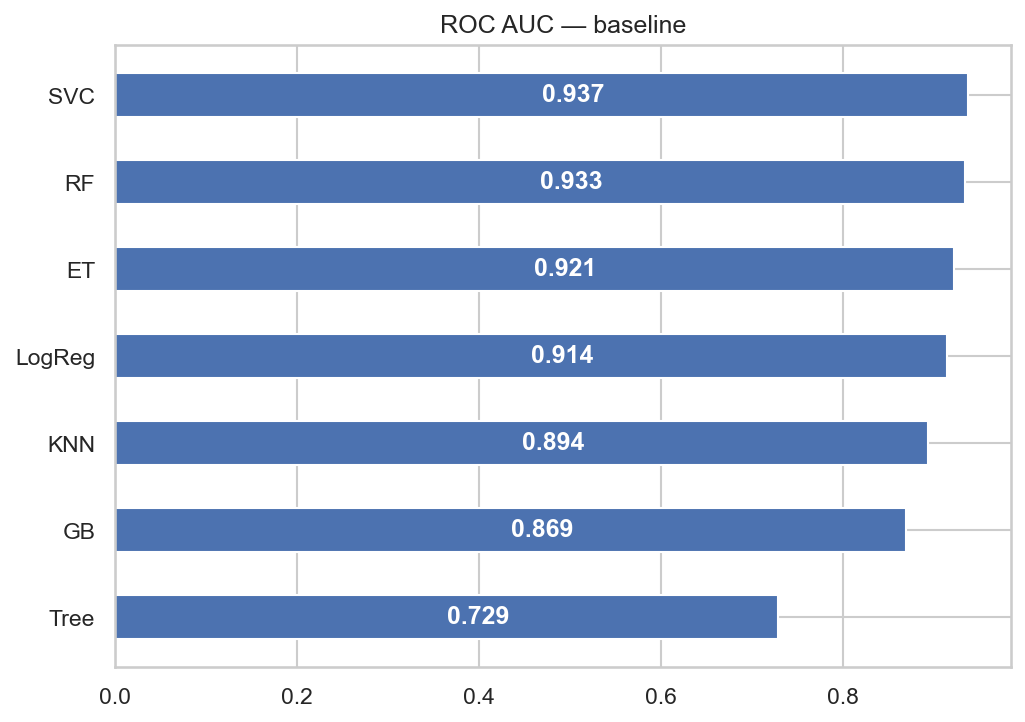 ROC AUC — baseline
SVC 0.937
RF 0.933
ET 0.921
LogReg 0.914
KNN 0.894
GB 0.869
Tree 0.729
0.0 0.2 0.4 0.6 0.8